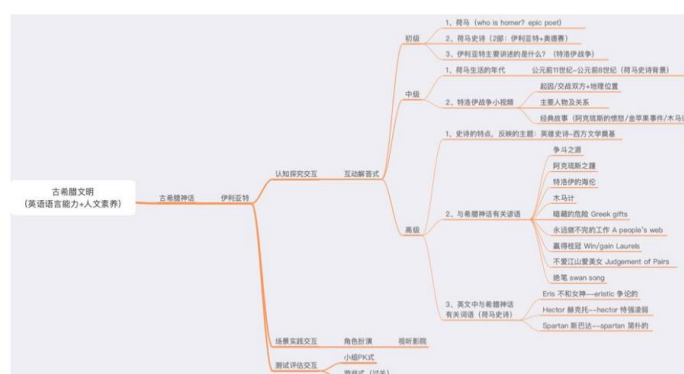 古希腊文明
（英语语言能力+人文素养）
古希腊神话
伊利亚特
认知探究交互
互动解答式
初级
1、荷马（who is homer? epic poet)
2、荷马史诗（2部：伊利亚特+奥德赛）
3、伊利亚特主要讲述的是什么？（特洛伊战争）
中级
1、荷马生活的年代
公元前11世纪-公元前8世纪（荷马史诗背景）
2、特洛伊战争小视频
起因/交战双方+地理位置
主要人物及关系
经典故事（阿克琉斯的愤怒/金苹果事件/木马
高级
1、史诗的特点，反映的主题：英雄史诗-西方文学奠基
2、与希腊神话有关谚语
争斗之源
阿克琉斯之踵
特洛伊的海伦
木马计
暗藏的危险 Greek gifts
永远做不完的工作 A people's web
赢得桂冠 Win/gain Laurels
不爱江山爱美女 Judgement of Pairs
绝笔 swan song
3、英文中与希腊神话
有关词语（荷马史诗）
Eris 不和女神--eristic 争论的
Hector 赫克托--hector 恃强凌弱
Spartan 斯巴达--spartan 简朴的
场景实践交互
角色扮演
视听影院
测试评估交互
小组PK式